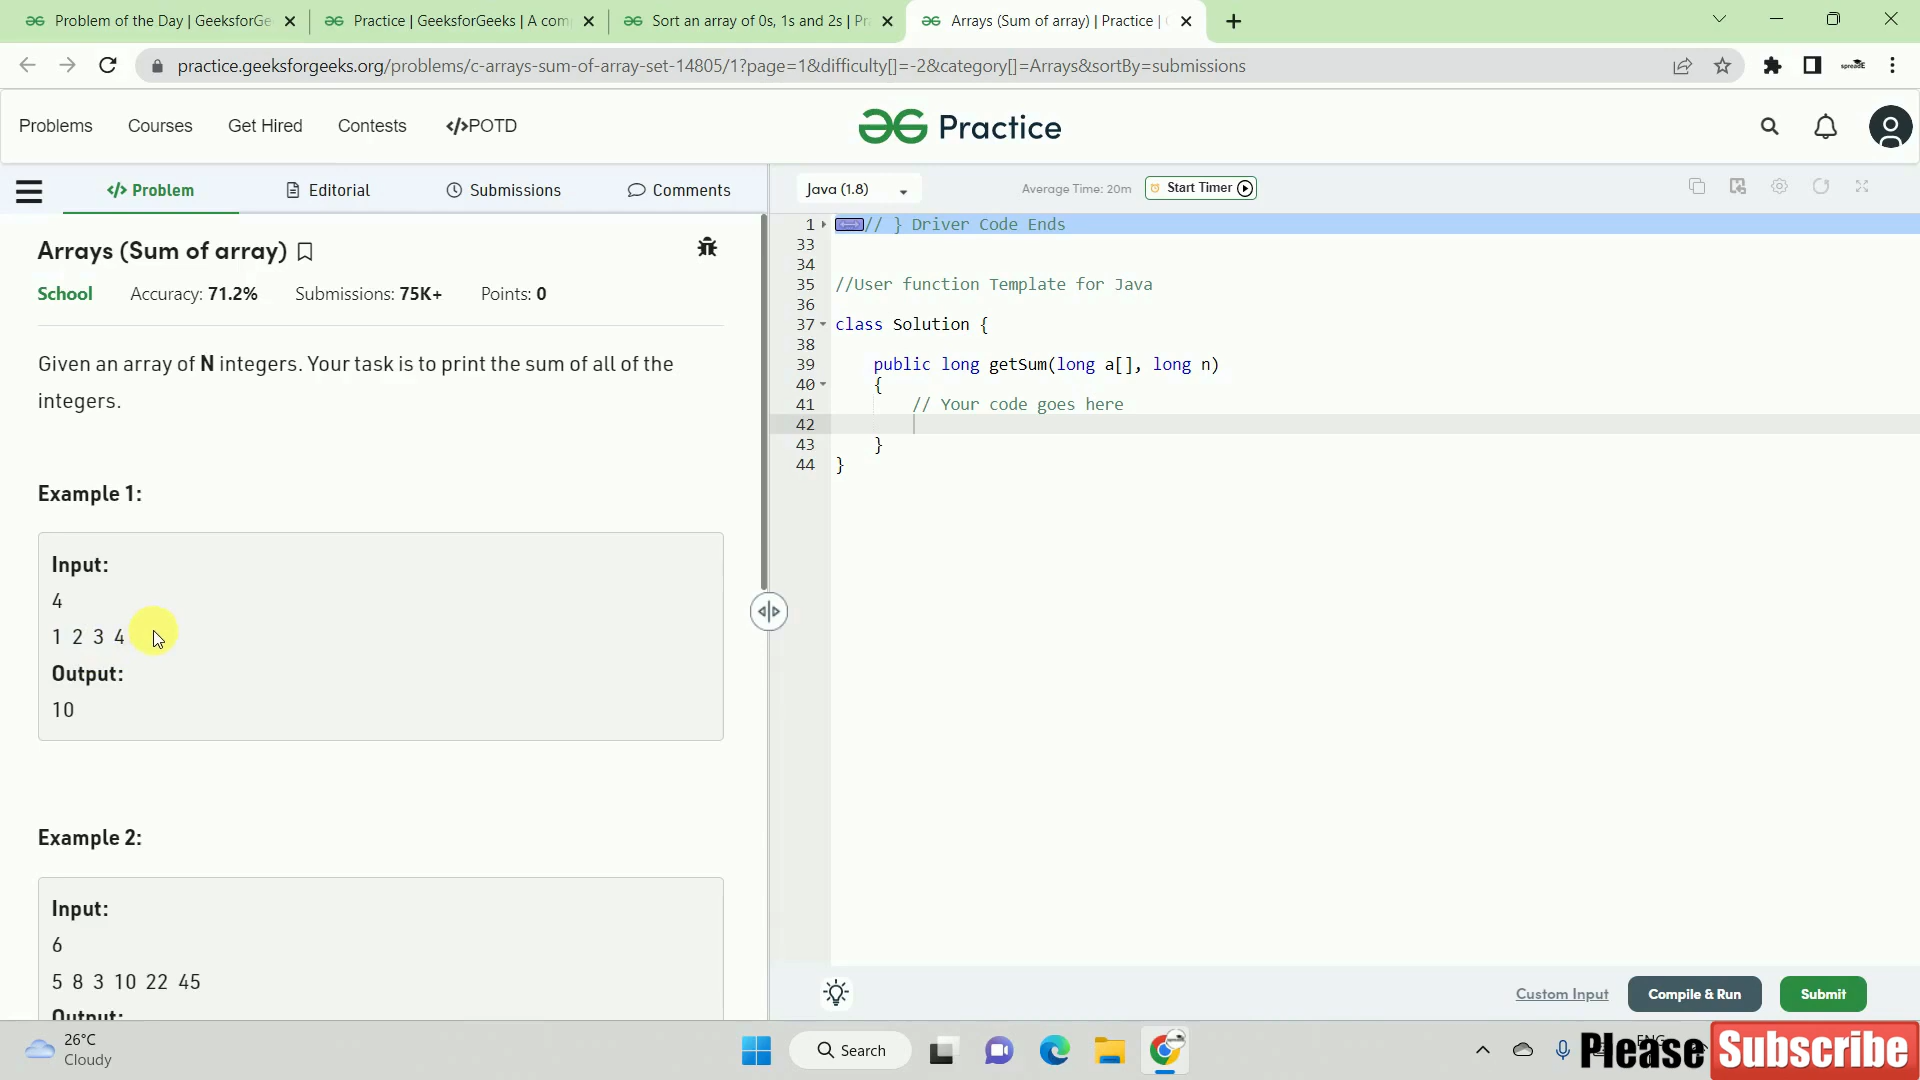 Problem of the Day | GeeksforGe
Practice | GeeksforGeeks | A com
Sort an array of 0s, 1s and 2s | Pra
Arrays (Sum of array) | Practice |
practice.geeksforgeeks.org/problems/c-arrays-sum-of-array-set-14805/1?page=1&difficulty[]=-2&category[]=Arrays&sortBy=submissions
Problems
Courses
Get Hired
Contests
</>POTD
Practice
</> Problem
Editorial
Submissions
Comments
Java (1.8)
Average Time: 20m
Start Timer
Arrays (Sum of array)
School
Accuracy: 71.2%
Submissions: 75K+
Points: 0
Given an array of N integers. Your task is to print the sum of all of the
integers.
Example 1:
Input:
4
1 2 3 4
Output:
10
Example 2:
Input:
6
5 8 3 10 22 45
Output:
1 // } Driver Code Ends
33
34
35 //User function Template for Java
36
37 class Solution {
38
39 public long getSum(long a[], long n)
40 {
41 // Your code goes here
42
43 }
44 }
Custom Input
Compile & Run
Submit
26°C
Cloudy
Search
ENG
Please Subscribe